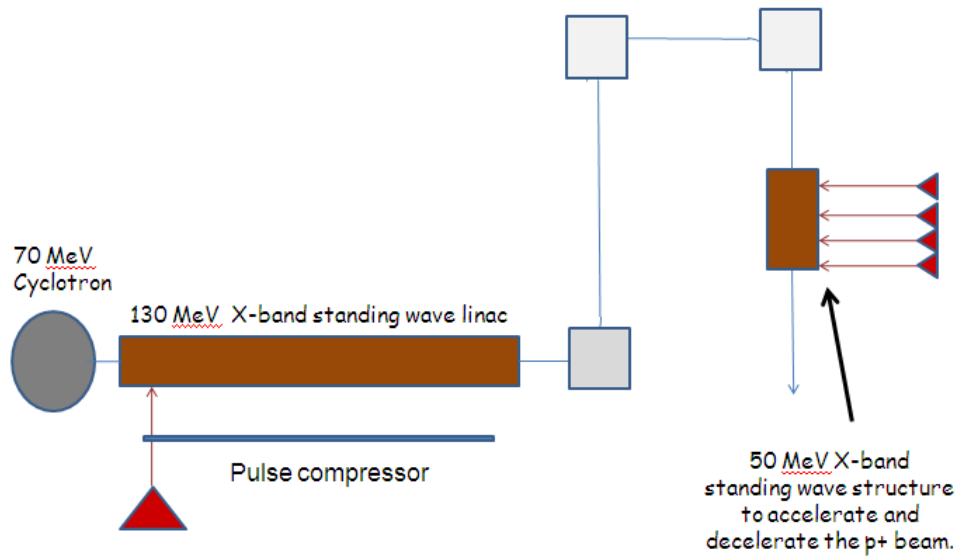 70 MeV
Cyclotron
130 MeV X-band standing wave linac
Pulse compressor
50 MeV X-band
standing wave structure
to accelerate and
decelerate the p+ beam.